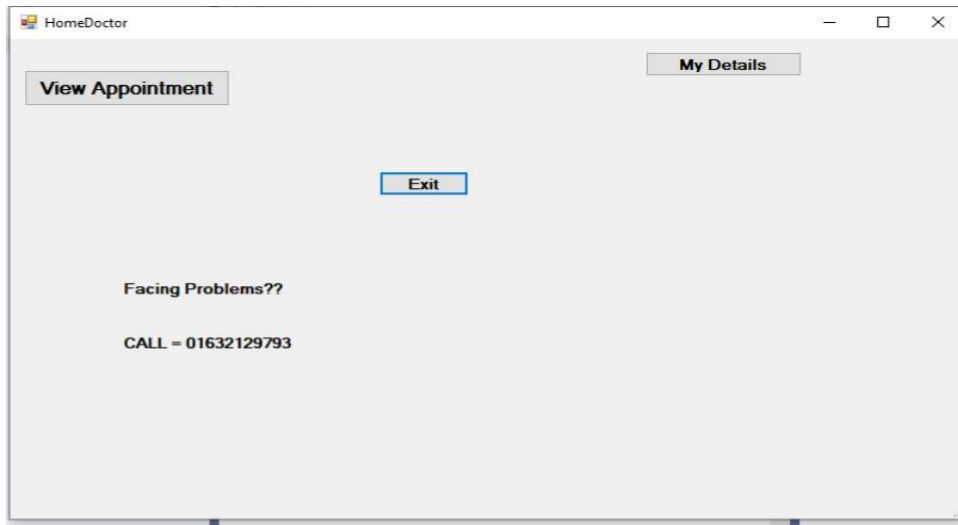 HomeDoctor
My Details
View Appointment
Exit
Facing Problems??
CALL = 01632129793